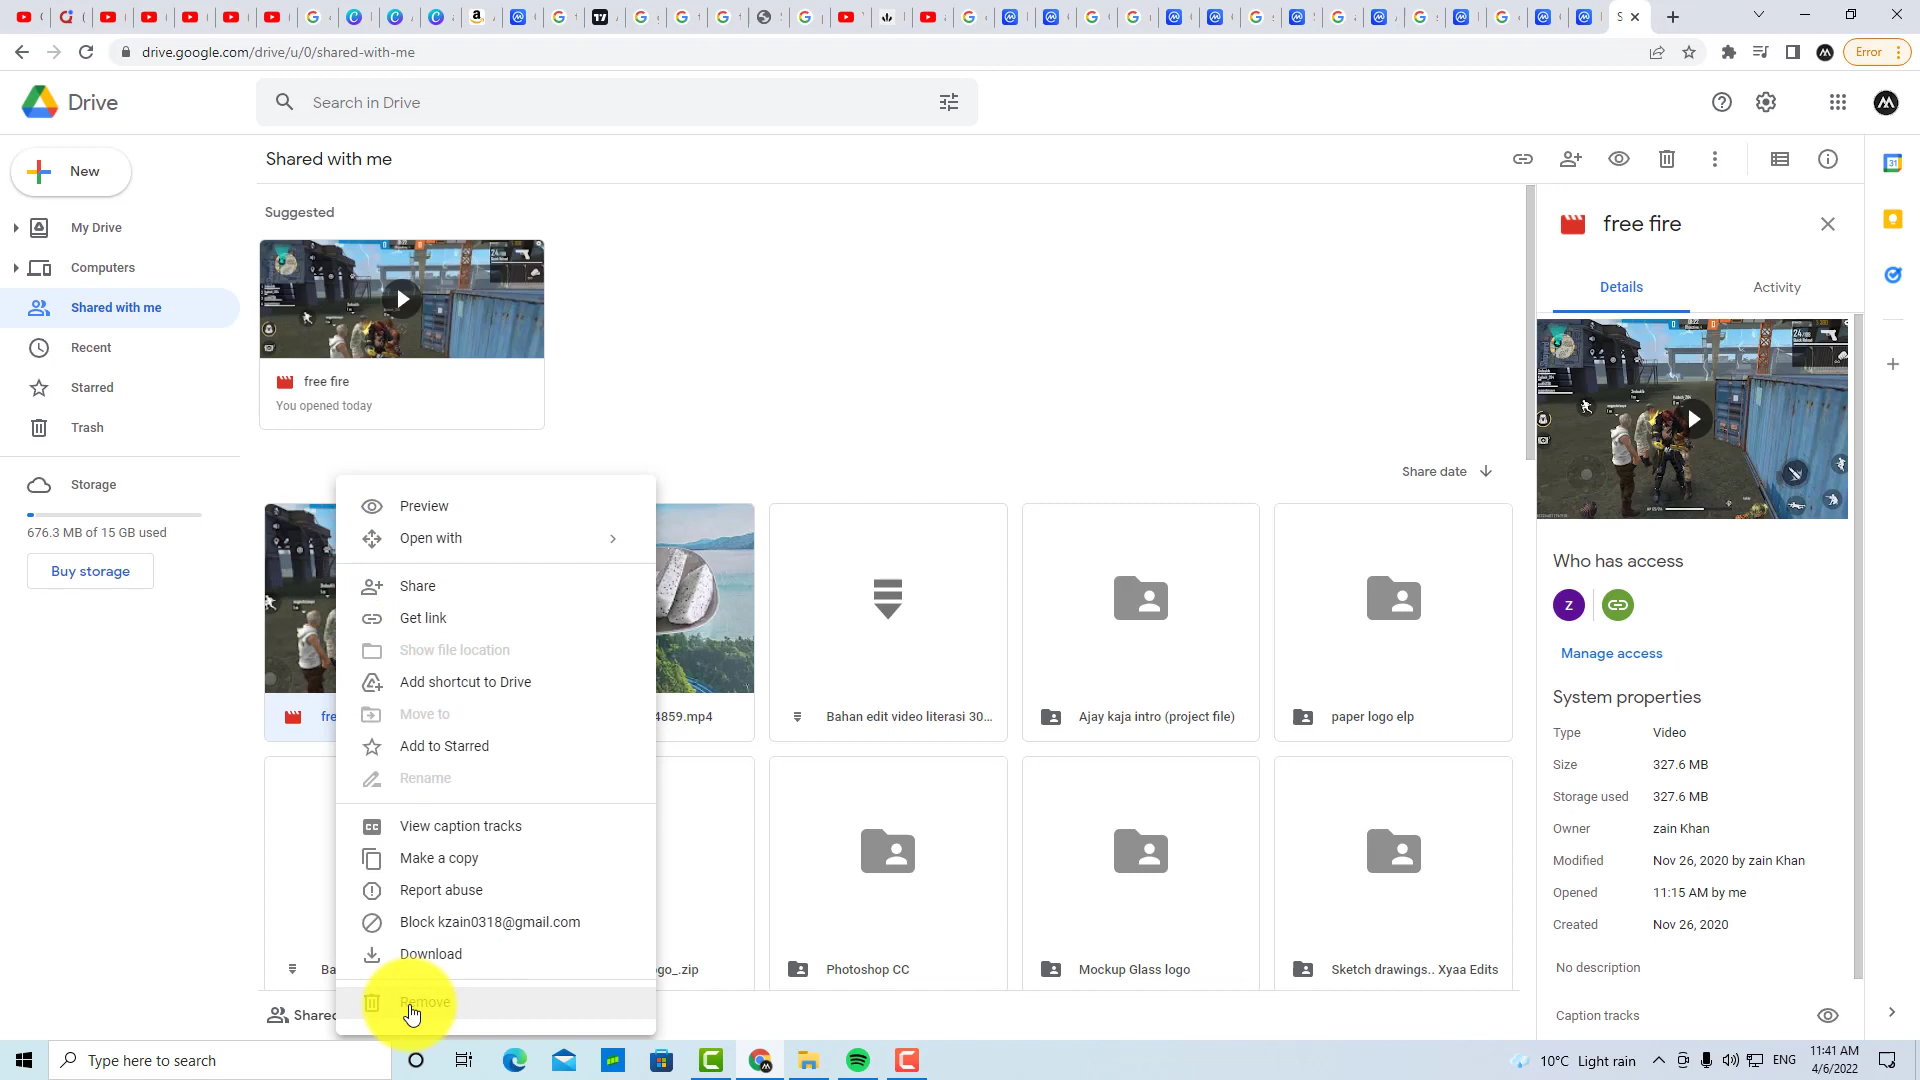 drive.google.com/drive/u/0/shared-with-me
Error
Drive
Search in Drive
New
My Drive
Computers
Shared with me
Recent
Starred
Trash
Storage
676.3 MB of 15 GB used
Buy storage
Shared with me
Suggested
free fire
You opened today
Share date
Preview
Open with
Share
Get link
Show file location
Add shortcut to Drive
Move to
Add to Starred
Rename
View caption tracks
Make a copy
Report abuse
Block kzain0318@gmail.com
Download
Remove
fre
4859.mp4
Bahan edit video literasi 30...
Ajay kaja intro (project file)
paper logo elp
Ba
ogo_.zip
Photoshop CC
Mockup Glass logo
Sketch drawings.. Xyaa Edits
Shared
free fire
Details
Activity
Who has access
z
Manage access
System properties
Type Video
Size 327.6 MB
Storage used 327.6 MB
Owner zain Khan
Modified Nov 26, 2020 by zain Khan
Opened 11:15 AM by me
Created Nov 26, 2020
No description
Caption tracks
Type here to search
10°C Light rain
ENG
11:41 AM
4/6/2022